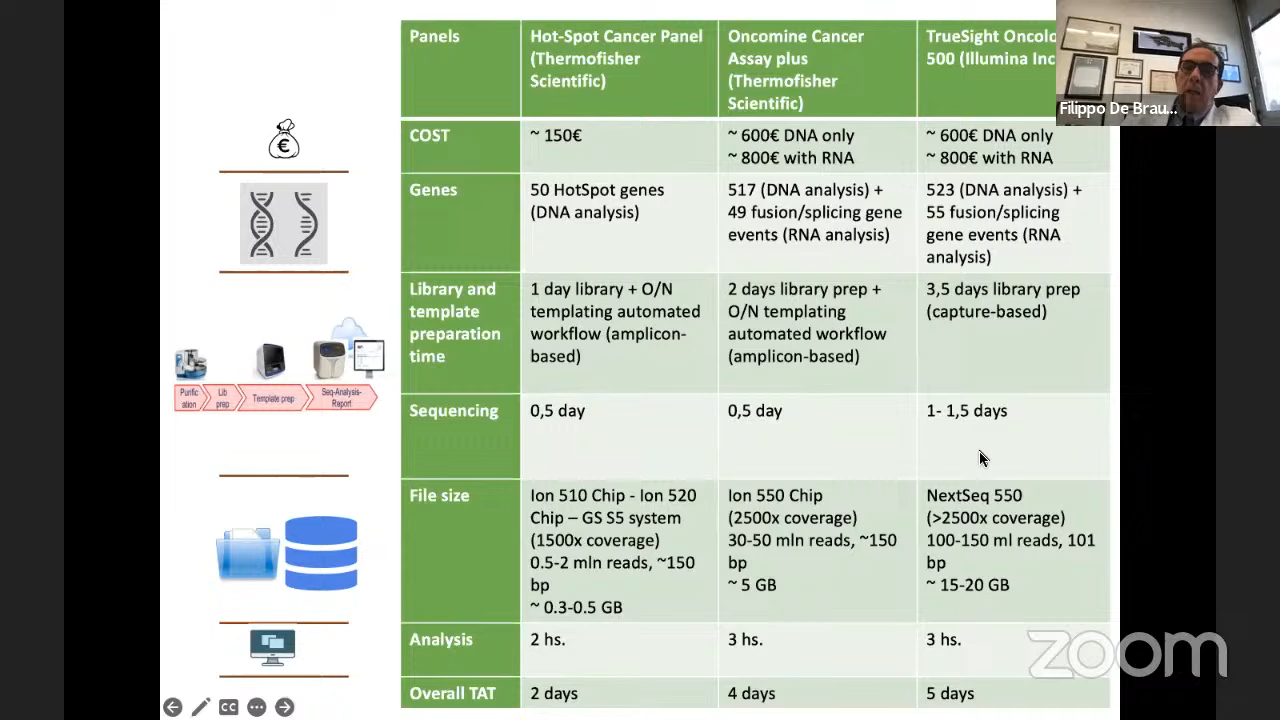 Panels
Hot-Spot Cancer Panel
(Thermofisher
Scientific)
Oncomine Cancer
Assay plus
(Thermofisher
Scientific)
TrueSight
500 (Illumina Inc
Filippo De Brau...
COST
~ 150€
~ 600€ DNA only
~ 800€ with RNA
~ 600€ DNA only
~ 800€ with RNA
€
Genes
50 HotSpot genes
(DNA analysis)
517 (DNA analysis) +
49 fusion/splicing gene
events (RNA analysis)
523 (DNA analysis) +
55 fusion/splicing
gene events (RNA
analysis)
Library and
template
preparation
time
1 day library + O/N
templating automated
workflow (amplicon-
based)
2 days library prep +
O/N templating
automated workflow
(amplicon-based)
3,5 days library prep
(capture-based)
Purific
ation
Lib
prep
Template prep
Seq-Analysis-
Report
Sequencing
0,5 day
0,5 day
1- 1,5 days
File size
Ion 510 Chip - Ion 520
Chip – GS S5 system
(1500x coverage)
0.5-2 mln reads, ~150
bp
~ 0.3-0.5 GB
Ion 550 Chip
(2500x coverage)
30-50 mln reads, ~150
bp
~ 5 GB
NextSeq 550
(>2500x coverage)
100-150 ml reads, 101
bp
~ 15-20 GB
Analysis
2 hs.
3 hs.
3 hs.
zoom
Overall TAT
2 days
4 days
5 days
CC